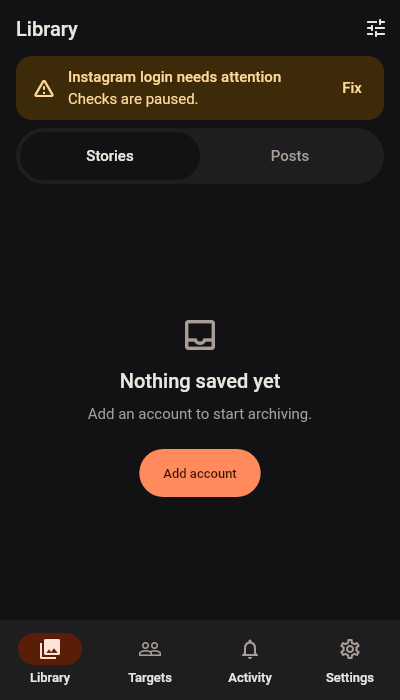 Library
Instagram login needs attention
Checks are paused.
Fix
Stories
Posts
Nothing saved yet
Add an account to start archiving.
Add account
Library
Targets
Activity
Settings